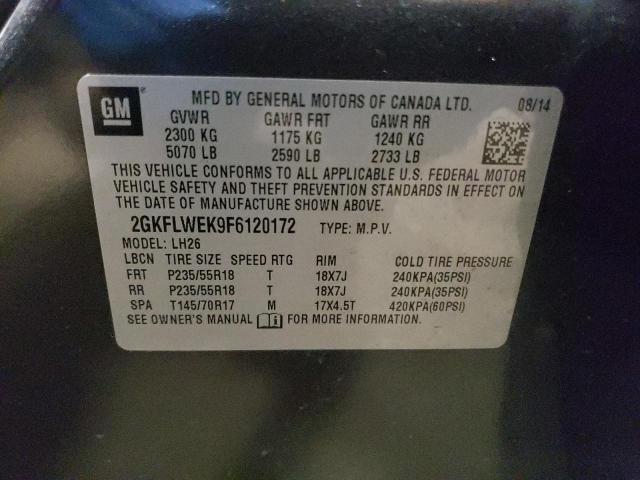 GM MFD BY GENERAL MOTORS OF CANADA LTD. 08/14
GVWR GAWR FRT GAWR RR
2300 KG 1175 KG 1240 KG
5070 LB 2590 LB 2733 LB
THIS VEHICLE CONFORMS TO ALL APPLICABLE U.S. FEDERAL MOTOR
VEHICLE SAFETY AND THEFT PREVENTION STANDARDS IN EFFECT ON
THE DATE OF MANUFACTURE SHOWN ABOVE.
2GKFLWEK9F6120172 TYPE: M.P.V.
MODEL: LH26
LBCN TIRE SIZE SPEED RTG RIM COLD TIRE PRESSURE
FRT P235/55R18 T 18X7J 240KPA(35PSI)
RR P235/55R18 T 18X7J 240KPA(35PSI)
SPA T145/70R17 M 17X4.5T 420KPA(60PSI)
SEE OWNER'S MANUAL FOR MORE INFORMATION.